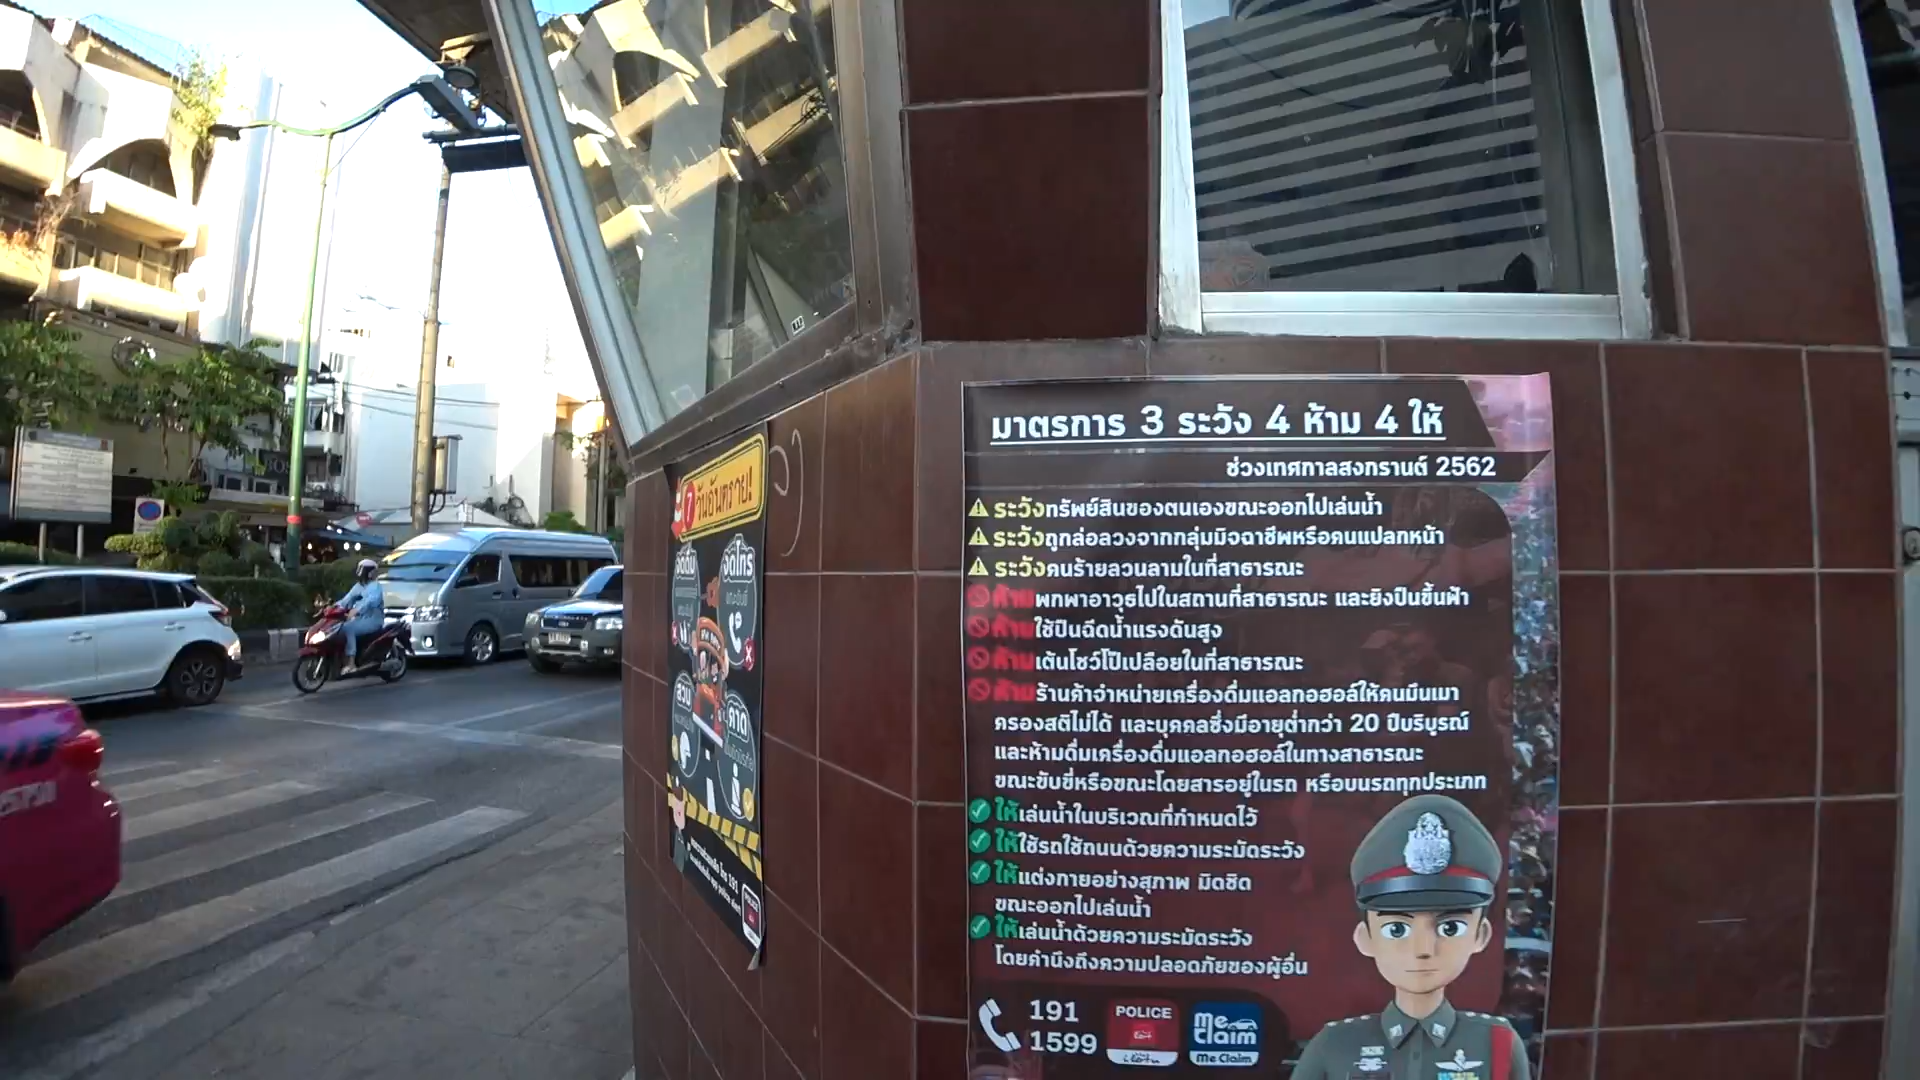 มาตรการ 3 ระวัง 4 ห้าม 4 ให้
ช่วงเทศกาลสงกรานต์ 2562
ระวังทรัพย์สินของตนเองขณะออกไปเล่นน้ำ
ระวังถูกล่อลวงจากกลุ่มมิจฉาชีพหรือคนแปลกหน้า
ระวังคนร้ายลวนลามในที่สาธารณะ
ห้ามพกพาอาวุธไปในสถานที่สาธารณะ และยิงปืนขึ้นฟ้า
ห้ามใช้ปืนฉีดน้ำแรงดันสูง
ห้ามเต้นโชว์โป๊เปลือยในที่สาธารณะ
ห้ามร้านค้าจำหน่ายเครื่องดื่มแอลกอฮอล์ให้คนมึนเมา
ครองสติไม่ได้ และบุคคลซึ่งมีอายุต่ำกว่า 20 ปีบริบูรณ์
และห้ามดื่มเครื่องดื่มแอลกอฮอล์ในทางสาธารณะ
ขณะขับขี่หรือขณะโดยสารอยู่ในรถ หรือบนรถทุกประเภท
ให้เล่นน้ำในบริเวณที่กำหนดไว้
ให้ใช้รถใช้ถนนด้วยความระมัดระวัง
ให้แต่งกายอย่างสุภาพ มิดชิด
ขณะออกไปเล่นน้ำ
ให้เล่นน้ำด้วยความระมัดระวัง
โดยคำนึงถึงความปลอดภัยของผู้อื่น
191
1599
POLICE
Me Claim
Me Claim
7 วันอันตราย!
งดดื่ม
งดโทร
สวม
คาด